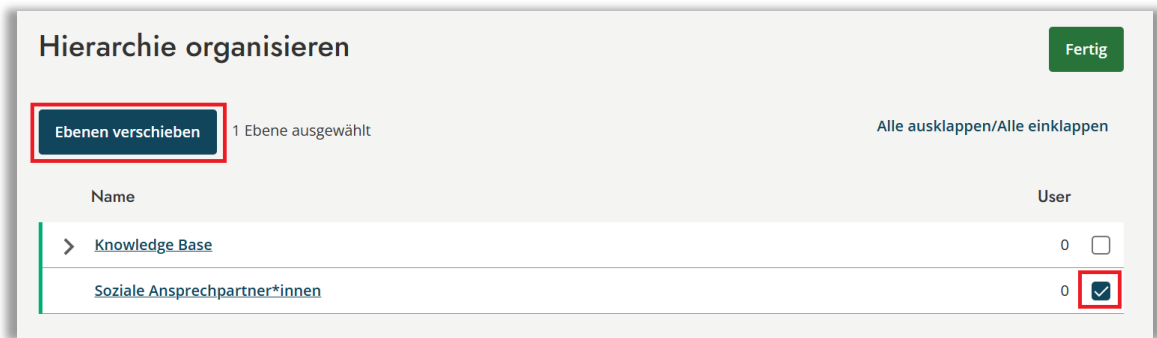 Hierarchie organisieren
Fertig
Ebenen verschieben 1 Ebene ausgewählt Alle ausklappen/Alle einklappen
Name User
Knowledge Base 0
Soziale Ansprechpartner*innen 0